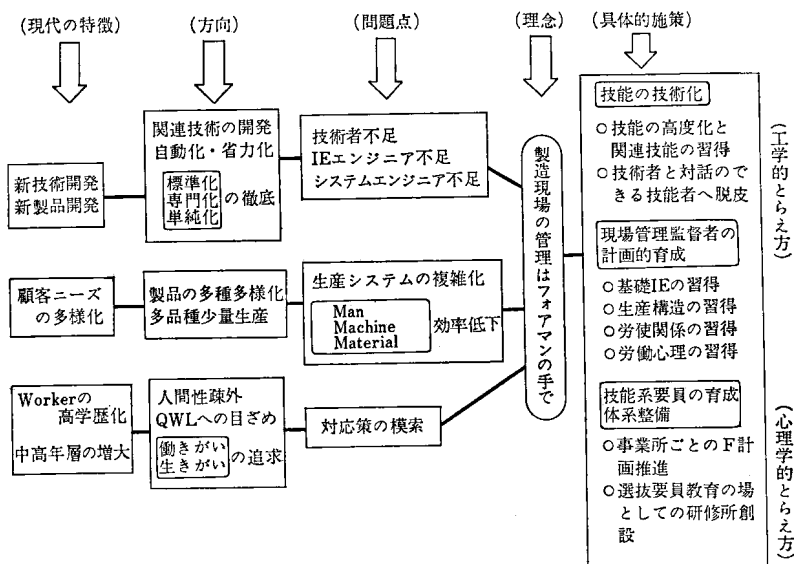 (現代の特徴)
(方向)
(問題点)
(理念)
(具体的施策)
新技術開発
新製品開発
関連技術の開発
自動化・省力化
標準化
専門化
単純化
の徹底
技術者不足
IEエンジニア不足
システムエンジニア不足
顧客ニーズ
の多様化
製品の多種多様化
多品種少量生産
生産システムの複雑化
Man
Machine
Material
効率低下
Workerの
高学歴化
中高年層の増大
人間性疎外
QWLへの目ざめ
働きがい
生きがい
の追求
対応策の模索
製造現場の管理はフォアマンの手で
技能の技術化
○技能の高度化と
関連技能の習得
○技術者と対話ので
きる技能者へ脱皮
現場管理監督者の
計画的育成
○基礎IEの習得
○生産構造の習得
○労使関係の習得
○労働心理の習得
技能系要員の育成
体系整備
○事業所ごとのF計
画推進
○選抜要員教育の場
としての研修所創
設
(工学的とらえ方)
(心理学的とらえ方)